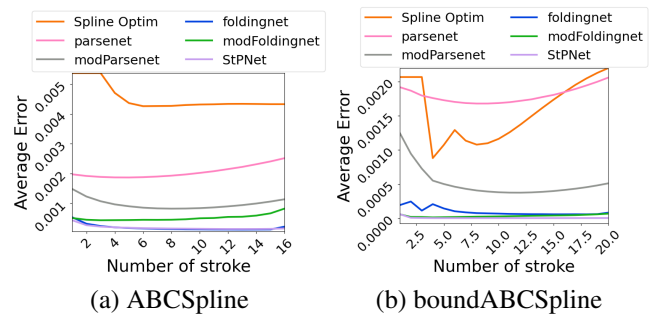 Spline Optim foldingnet
parsenet modFoldingnet
modParsenet StPNet
Average Error
0.005
0.004
0.003
0.002
0.001
2 4 6 8 10 12 14 16
Number of stroke
(a) ABCSpline
Spline Optim foldingnet
parsenet modFoldingnet
modParsenet StPNet
Average Error
0.0020
0.0015
0.0010
0.0005
0.0000
2.5 5.0 7.5 10.0 12.5 15.0 17.5 20.0
Number of stroke
(b) boundABCSpline